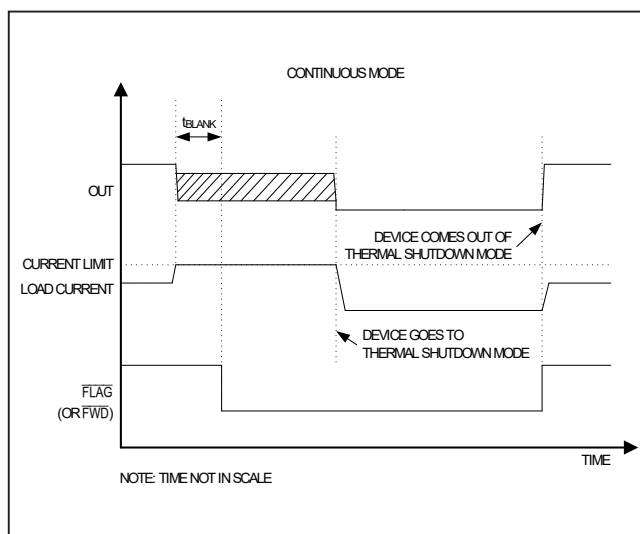 CONTINUOUS MODE
tBLANK
OUT
DEVICE COMES OUT OF
THERMAL SHUTDOWN MODE
CURRENT LIMIT
LOAD CURRENT
DEVICE GOES TO
THERMAL SHUTDOWN MODE
FLAG
(OR FWD)
TIME
NOTE: TIME NOT IN SCALE